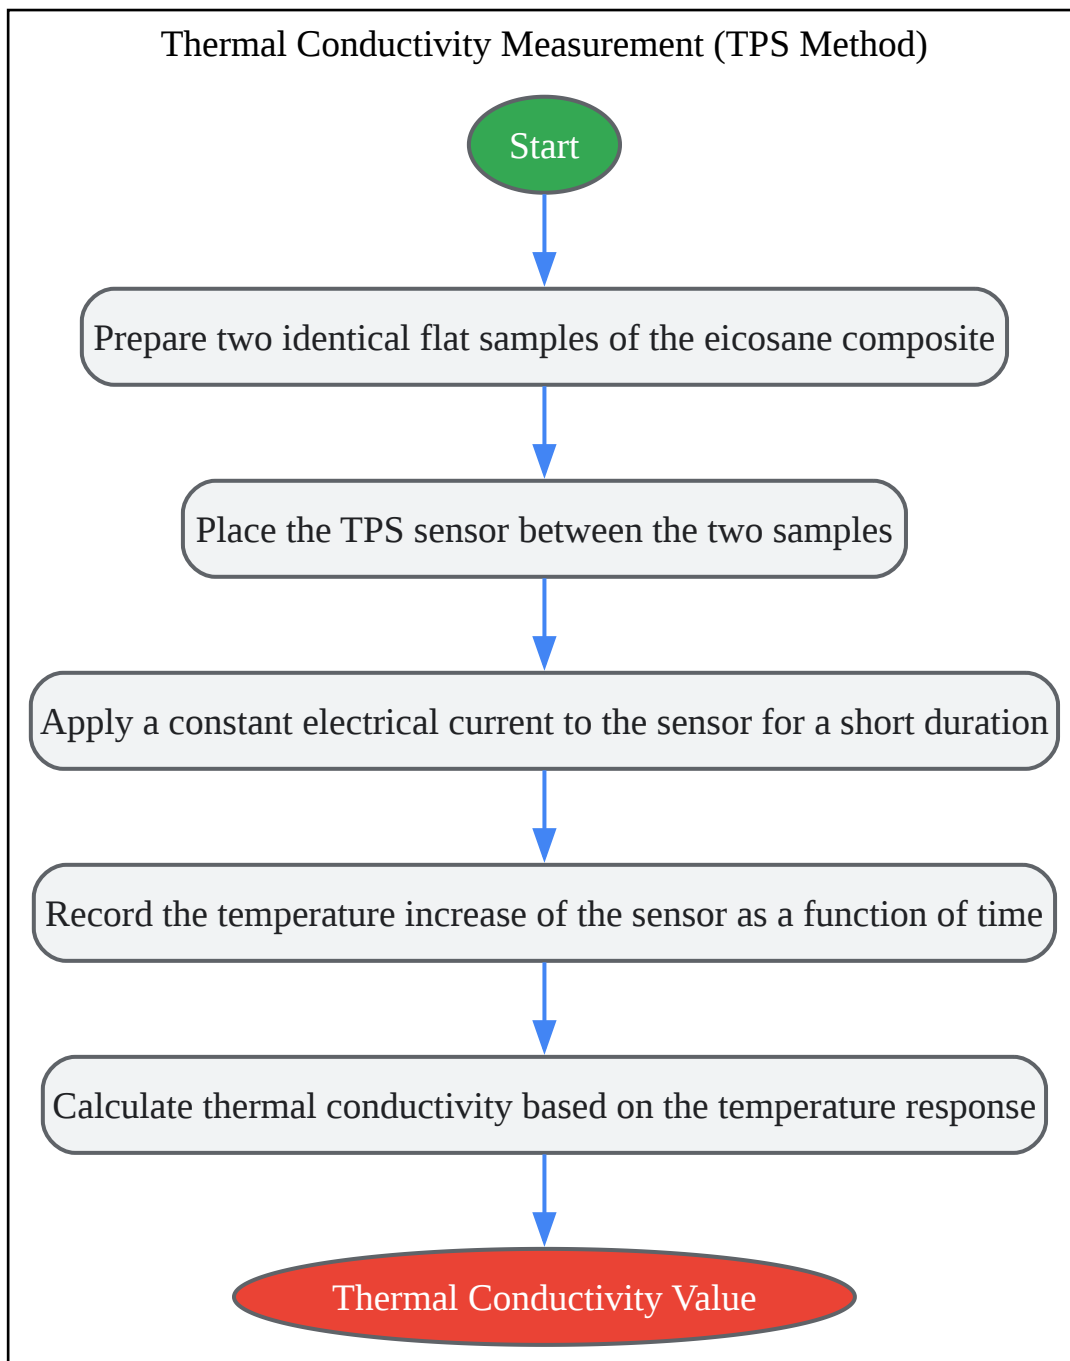 Thermal Conductivity Measurement (TPS Method)
Start
Prepare two identical flat samples of the eicosane composite
Place the TPS sensor between the two samples
Apply a constant electrical current to the sensor for a short duration
Record the temperature increase of the sensor as a function of time
Calculate thermal conductivity based on the temperature response
Thermal Conductivity Value